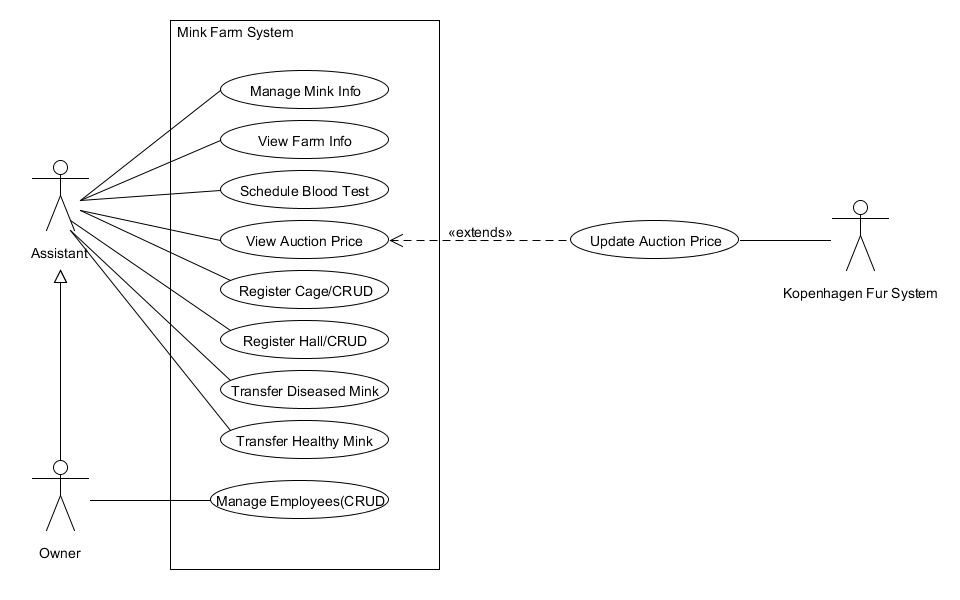 Mink Farm System
Manage Mink Info
View Farm Info
Schedule Blood Test
Assistant
View Auction Price
«extends»
Update Auction Price
Kopenhagen Fur System
Register Cage/CRUD
Register Hall/CRUD
Transfer Diseased Mink
Transfer Healthy Mink
Manage Employees(CRUD
Owner